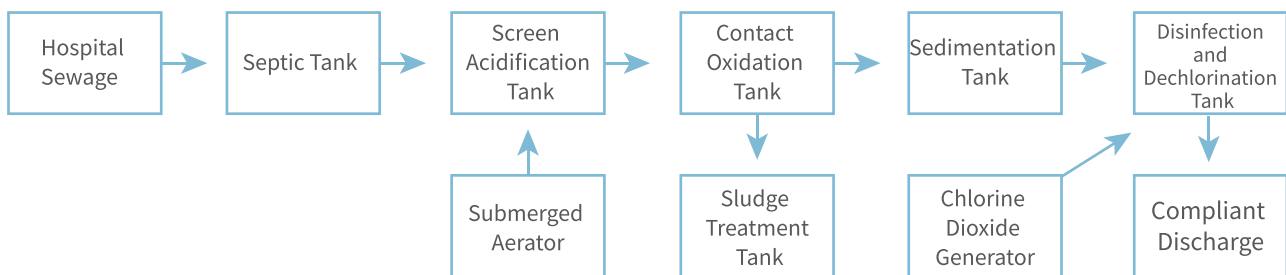 Hospital
Sewage
Septic Tank
Screen
Acidification
Tank
Contact
Oxidation
Tank
Sedimentation
Tank
Disinfection
and
Dechlorination
Tank
Submerged
Aerator
Sludge
Treatment
Tank
Chlorine
Dioxide
Generator
Compliant
Discharge